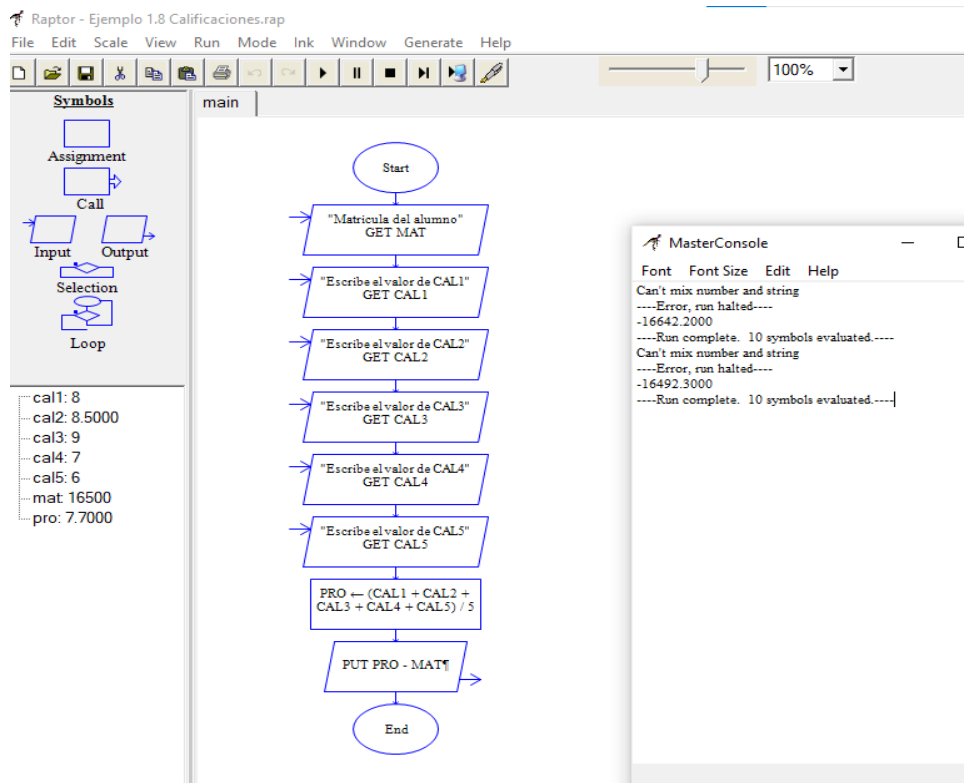 Raptor - Ejemplo 1.8 Calificaciones.rap
File Edit Scale View Run Mode Ink Window Generate Help
100%
Symbols
Assignment
Call
Input Output
Selection
Loop
cal1: 8
cal2: 8.5000
cal3: 9
cal4: 7
cal5: 6
mat: 16500
pro: 7.7000
main
Start
"Matricula del alumno"
GET MAT
"Escribe el valor de CAL1"
GET CAL1
"Escribe el valor de CAL2"
GET CAL2
"Escribe el valor de CAL3"
GET CAL3
"Escribe el valor de CAL4"
GET CAL4
"Escribe el valor de CAL5"
GET CAL5
PRO ← (CAL1 + CAL2 +
CAL3 + CAL4 + CAL5) / 5
PUT PRO - MAT¶
End
MasterConsole
Font Font Size Edit Help
Can't mix number and string
----Error, run halted----
-16642.2000
----Run complete. 10 symbols evaluated.----
Can't mix number and string
----Error, run halted----
-16492.3000
----Run complete. 10 symbols evaluated.----